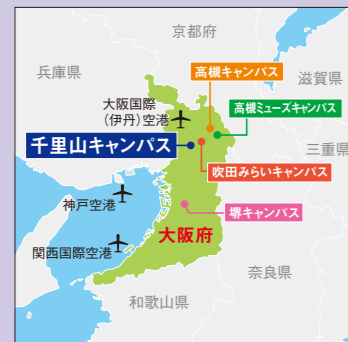 京都府
兵庫県
高槻キャンパス
滋賀県
大阪国際
（伊丹）空港
高槻ミューズキャンパス
千里山キャンパス
三重県
吹田みらいキャンパス
神戸空港
堺キャンパス
大阪府
関西国際空港
奈良県
和歌山県